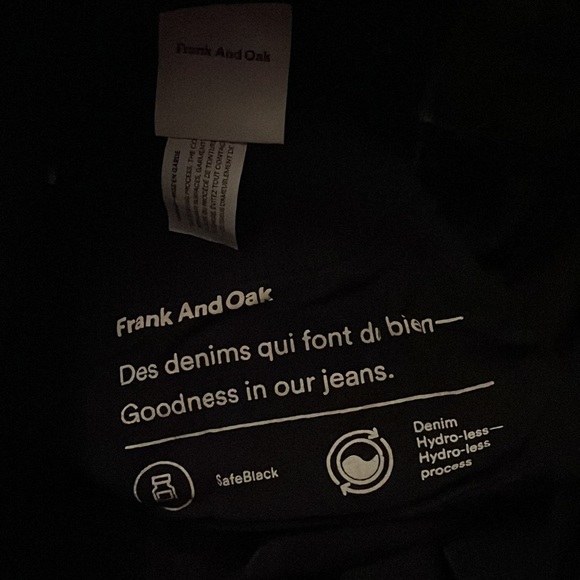 Frank And Oak
Frank And Oak
Des denims qui font du bien—
Goodness in our jeans.
SafeBlack
Denim
Hydro-less—
Hydro-less
process